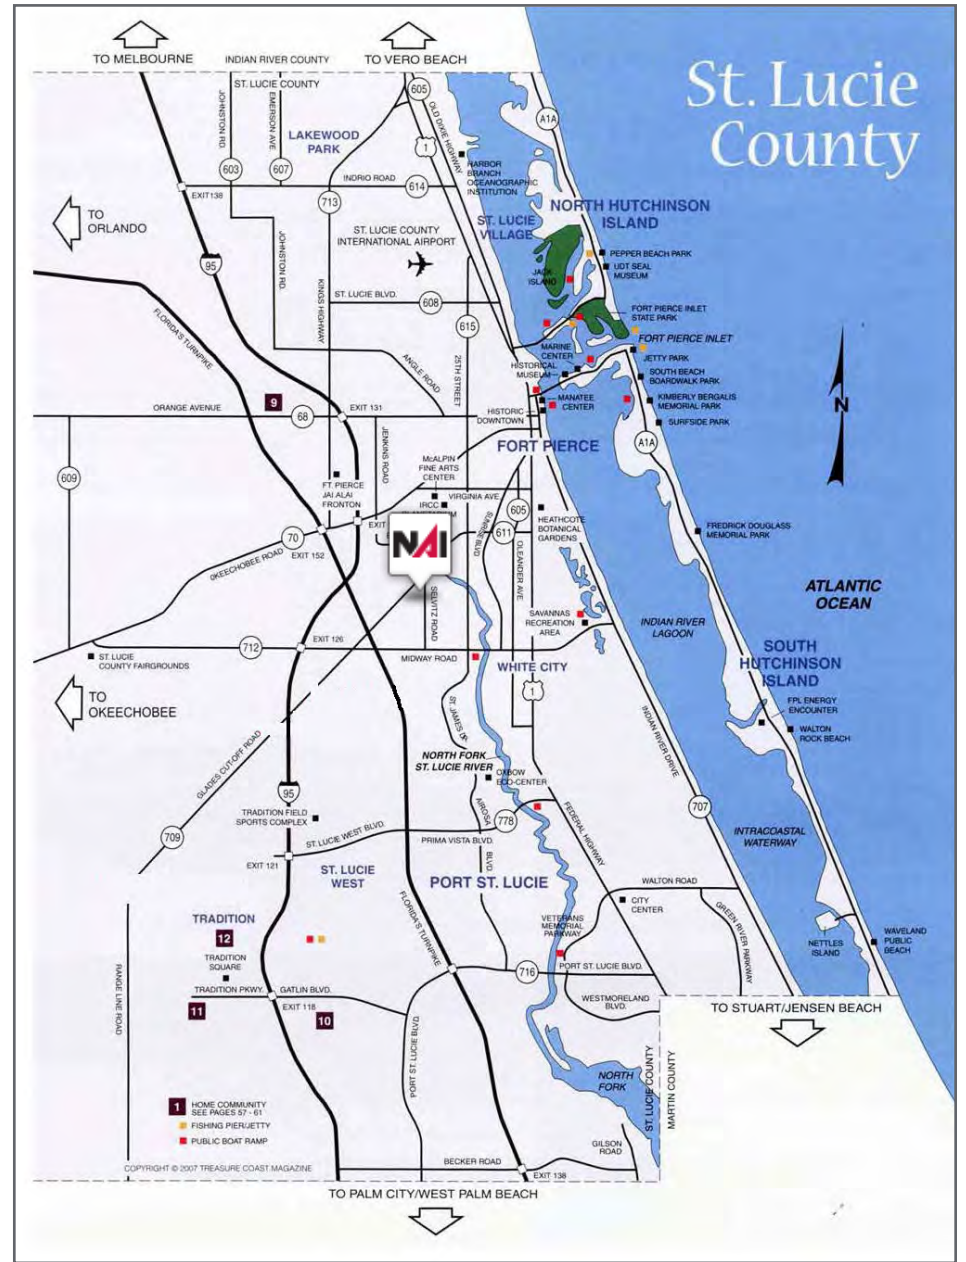 St. Lucie
County
TO MELBOURNE
INDIAN RIVER COUNTY
ST. LUCIE COUNTY
TO VERO BEACH
605
OLD DIXIE HIGHWAY
A1A
JOHNSTON RD.
EMERSON AVE
LAKEWOOD
PARK
1
HARBOR
BRANCH
OCEANOGRAPHIC
INSTITUTION
603
607
INDRIO ROAD
614
EXIT138
713
TO
ORLANDO
ST. LUCIE COUNTY
INTERNATIONAL AIRPORT
ST. LUCIE
VILLAGE
NORTH HUTCHINSON
ISLAND
JOHNSTON RD.
95
PEPPER BEACH PARK
UDT SEAL
MUSEUM
JACK
ISLAND
KINGS HIGHWAY
ST. LUCIE BLVD.
608
615
FORT PIERCE INLET
STATE PARK
FLORIDA'S TURNPIKE
FORT PIERCE INLET
MARINE
CENTER
HISTORICAL
MUSEUM
JETTY PARK
ANGLE ROAD
25TH STREET
SOUTH BEACH
BOARDWALK PARK
MANATEE
CENTER
KIMBERLY BERGALIS
MEMORIAL PARK
N
ORANGE AVENUE
9
68
EXIT 131
HISTORIC
DOWNTOWN
SURFSIDE PARK
FORT PIERCE
A1A
JENKINS ROAD
McALPIN
FINE ARTS
CENTER
609
FT. PIERCE
JAI ALAI
FRONTON
VIRGINIA AVE.
IRCC
605
HEATHCOTE
BOTANICAL
GARDENS
SUNRISE BLVD
611
OLEANDER AVE.
EXIT
70
EXIT 152
OKEECHOBEE ROAD
NAI
FREDRICK DOUGLASS
MEMORIAL PARK
ATLANTIC
OCEAN
SELVITZ ROAD
SAVANNAS
RECREATION
AREA
INDIAN RIVER
LAGOON
EXIT 126
712
MIDWAY ROAD
ST. LUCIE
COUNTY FAIRGROUNDS
WHITE CITY
SOUTH
HUTCHINSON
ISLAND
TO
OKEECHOBEE
1
ST. JAMES DR.
FPL ENERGY
ENCOUNTER
WALTON
ROCK BEACH
INDIAN RIVER DRIVE
GLADES CUT-OFF ROAD
NORTH FORK
ST. LUCIE RIVER
OXBOW
ECO-CENTER
95
AIROSA
BLVD.
707
TRADITION FIELD
SPORTS COMPLEX
778
FEDERAL HIGHWAY
709
ST. LUCIE WEST BLVD.
PRIMA VISTA BLVD.
INTRACOASTAL
WATERWAY
EXIT 121
ST. LUCIE
WEST
PORT ST. LUCIE
WALTON ROAD
CITY
CENTER
FLORIDA'S TURNPIKE
GREEN RIVER PARKWAY
TRADITION
12
VETERANS
MEMORIAL
PARKWAY
NETTLES
ISLAND
WAVELAND
PUBLIC
BEACH
TRADITION
SQUARE
716
PORT ST. LUCIE BLVD.
RANGE LINE ROAD
TRADITION PKWY.
GATLIN BLVD.
EXIT 118
WESTMORELAND
BLVD.
11
10
TO STUART/JENSEN BEACH
PORT ST. LUCIE BLVD.
NORTH
FORK
ST. LUCIE COUNTY
MARTIN COUNTY
1
HOME COMMUNITY
SEE PAGES 57 - 61
FISHING PIER/JETTY
PUBLIC BOAT RAMP
GILSON
ROAD
COPYRIGHT © 2007 TREASURE COAST MAGAZINE
BECKER ROAD
EXIT 138
TO PALM CITY/WEST PALM BEACH